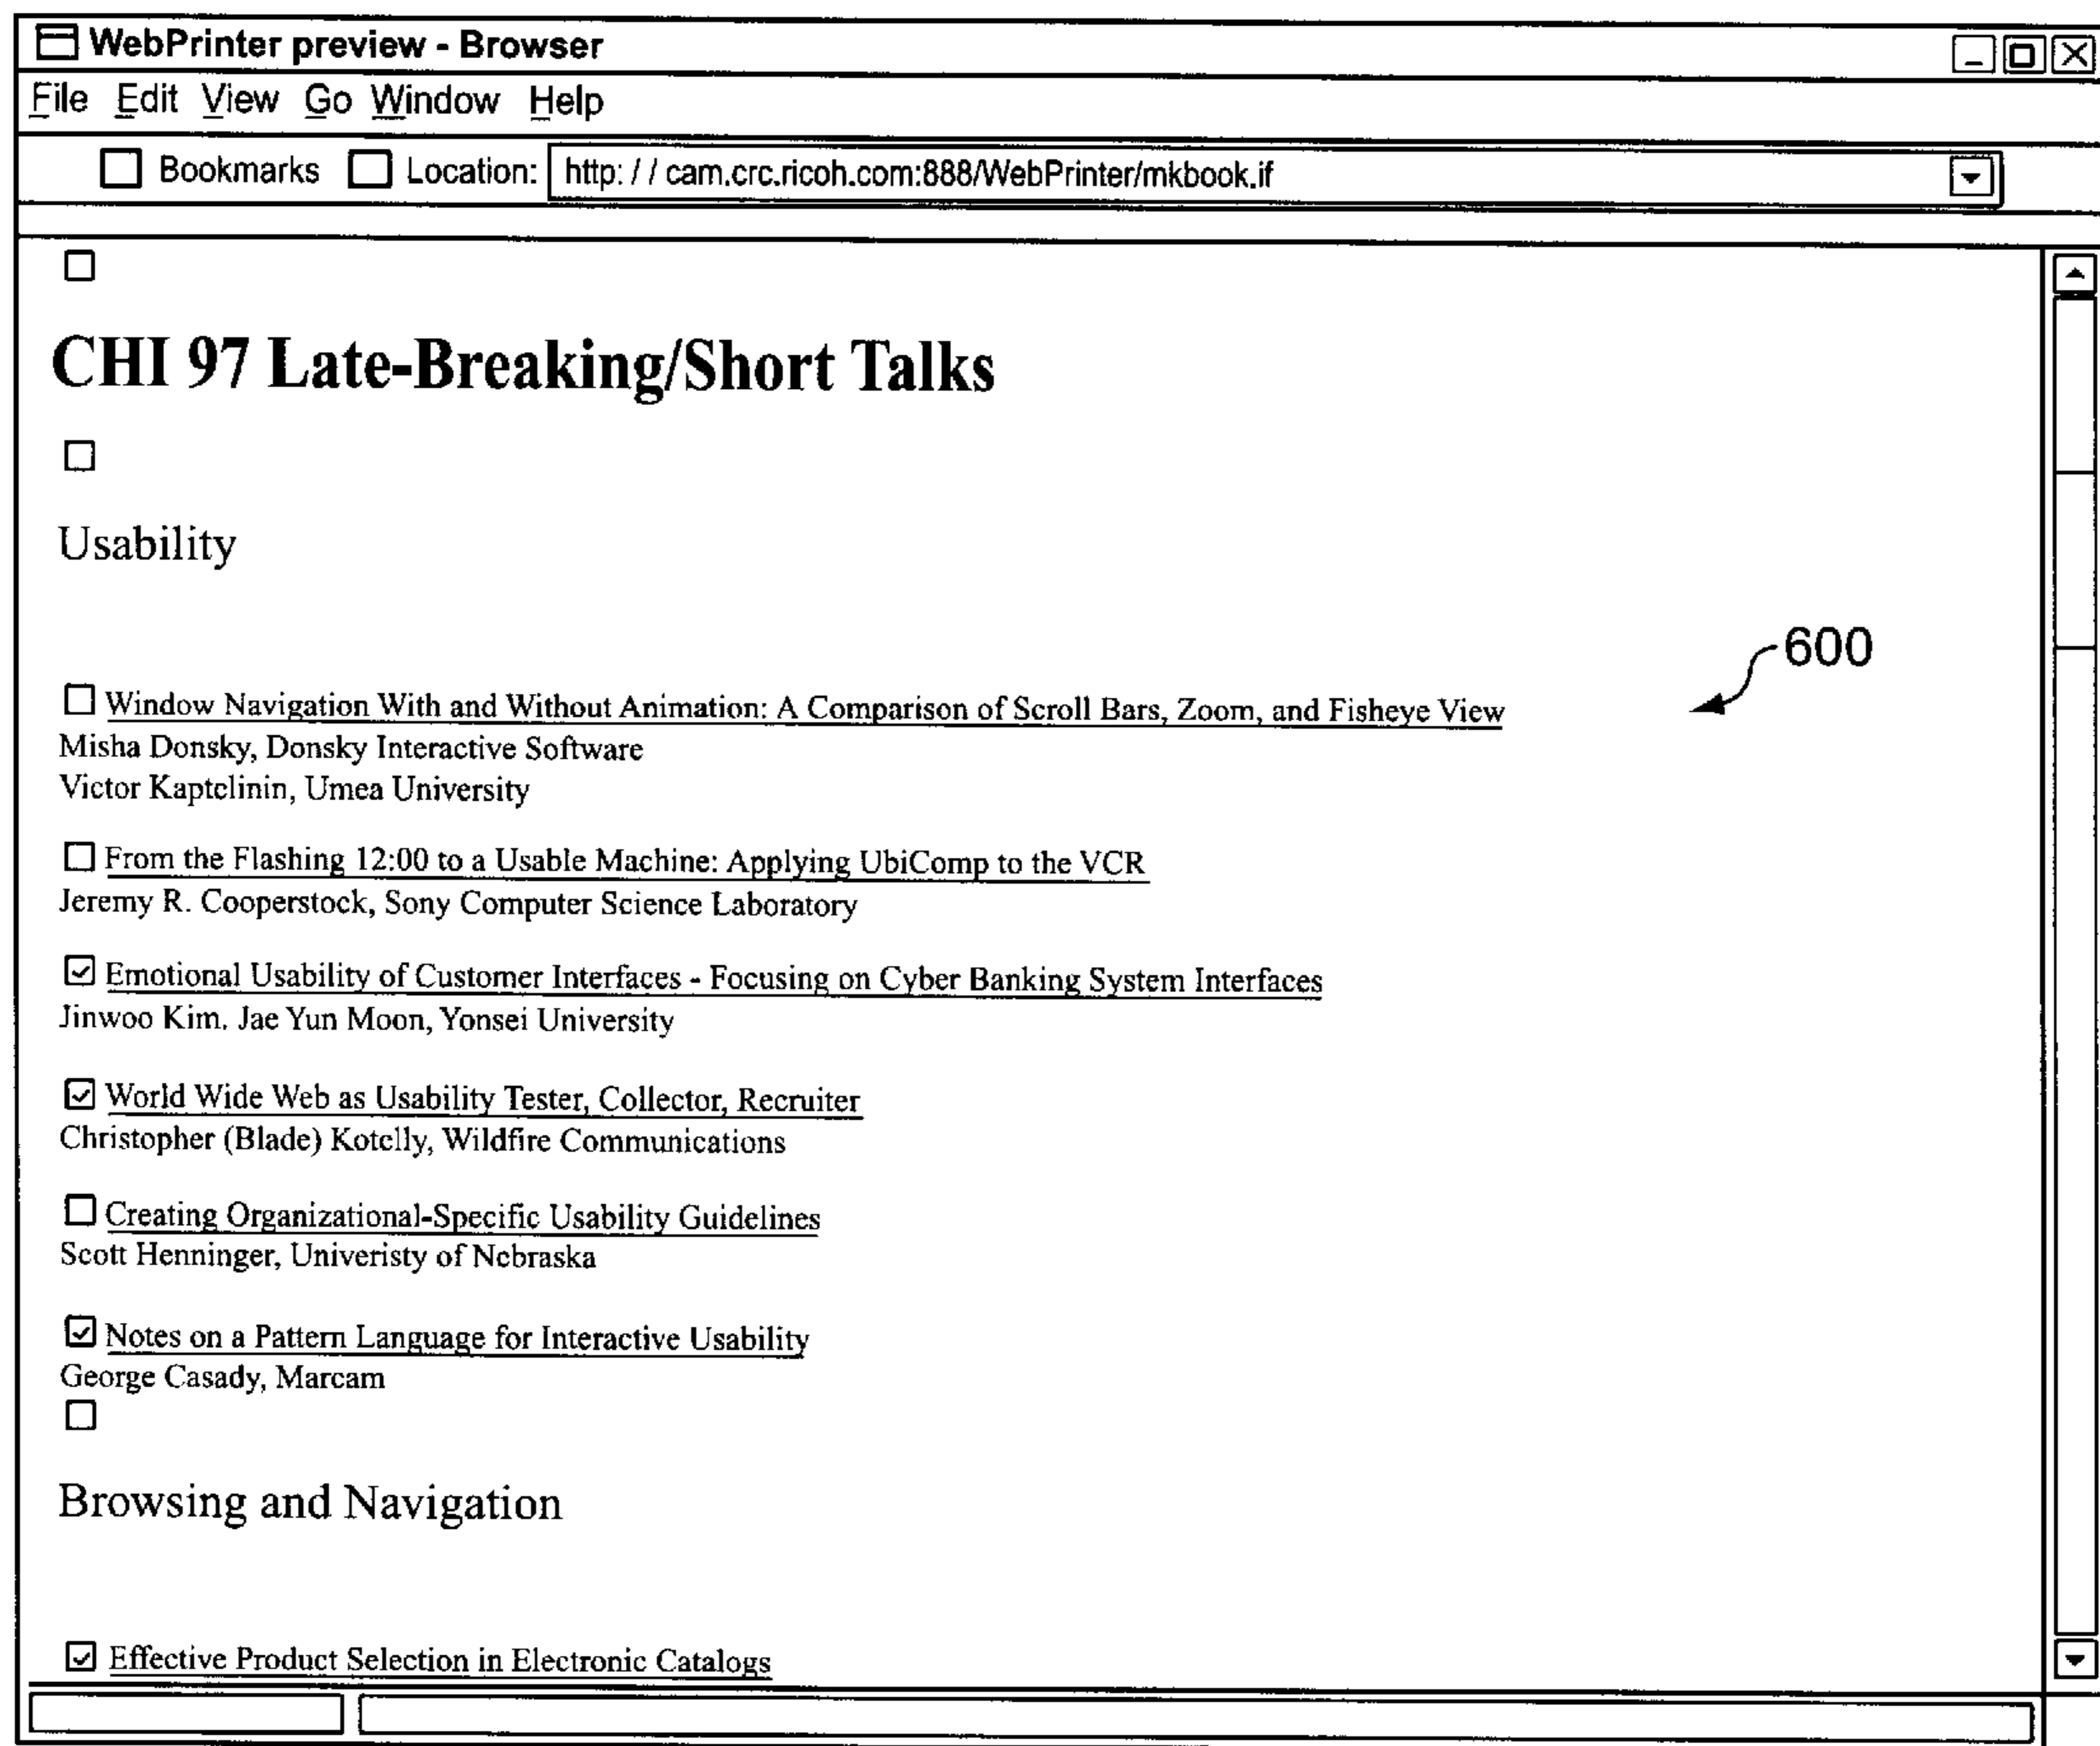 WebPrinter preview - Browser
File Edit View Go Window Help
Bookmarks Location: http: / / cam.crc.ricoh.com:888/WebPrinter/mkbook.if
CHI 97 Late-Breaking/Short Talks
Usability
600
Window Navigation With and Without Animation: A Comparison of Scroll Bars, Zoom, and Fisheye View
Misha Donsky, Donsky Interactive Software
Victor Kaptelinin, Umea University
From the Flashing 12:00 to a Usable Machine: Applying UbiComp to the VCR
Jeremy R. Cooperstock, Sony Computer Science Laboratory
Emotional Usability of Customer Interfaces - Focusing on Cyber Banking System Interfaces
Jinwoo Kim, Jae Yun Moon, Yonsei University
World Wide Web as Usability Tester, Collector, Recruiter
Christopher (Blade) Kotelly, Wildfire Communications
Creating Organizational-Specific Usability Guidelines
Scott Henninger, Univeristy of Nebraska
Notes on a Pattern Language for Interactive Usability
George Casady, Marcam
Browsing and Navigation
Effective Product Selection in Electronic Catalogs